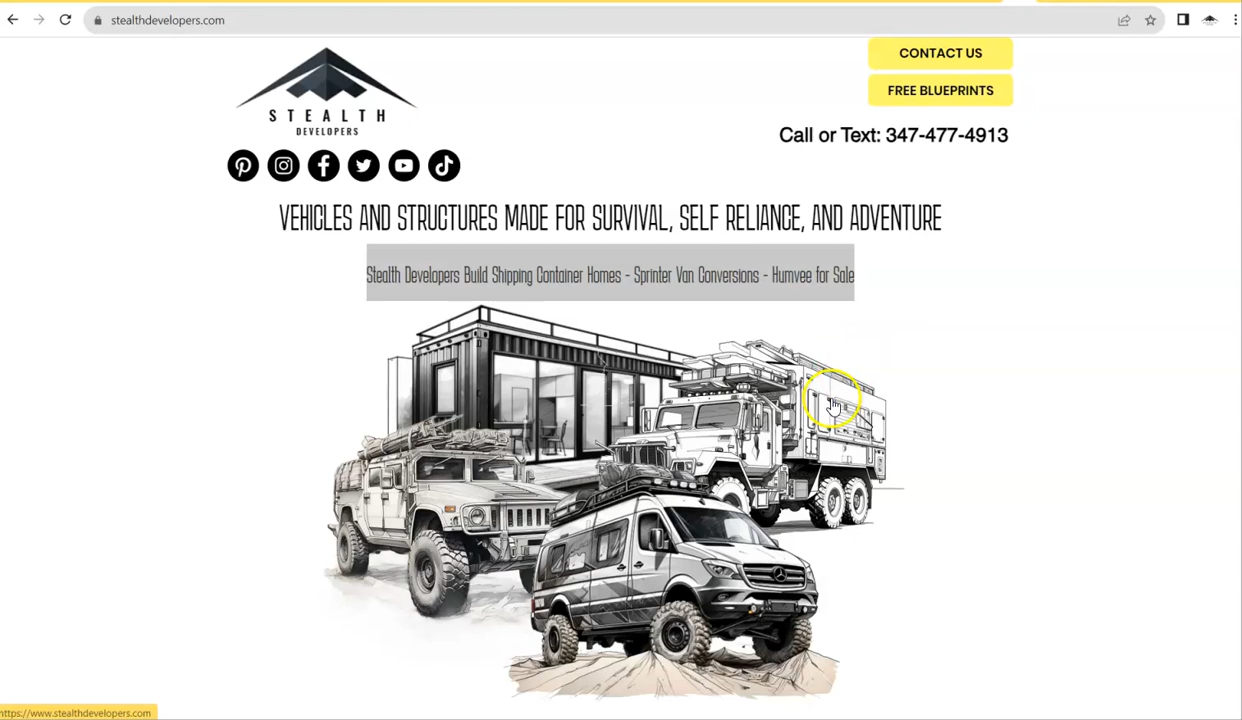 stealthdevelopers.com
CONTACT US
STEALTH
DEVELOPERS
FREE BLUEPRINTS
Call or Text: 347-477-4913
VEHICLES AND STRUCTURES MADE FOR SURVIVAL, SELF RELIANCE, AND ADVENTURE
Stealth Developers Build Shipping Container Homes - Sprinter Van Conversions - Humvee for Sale
https://www.stealthdevelopers.com